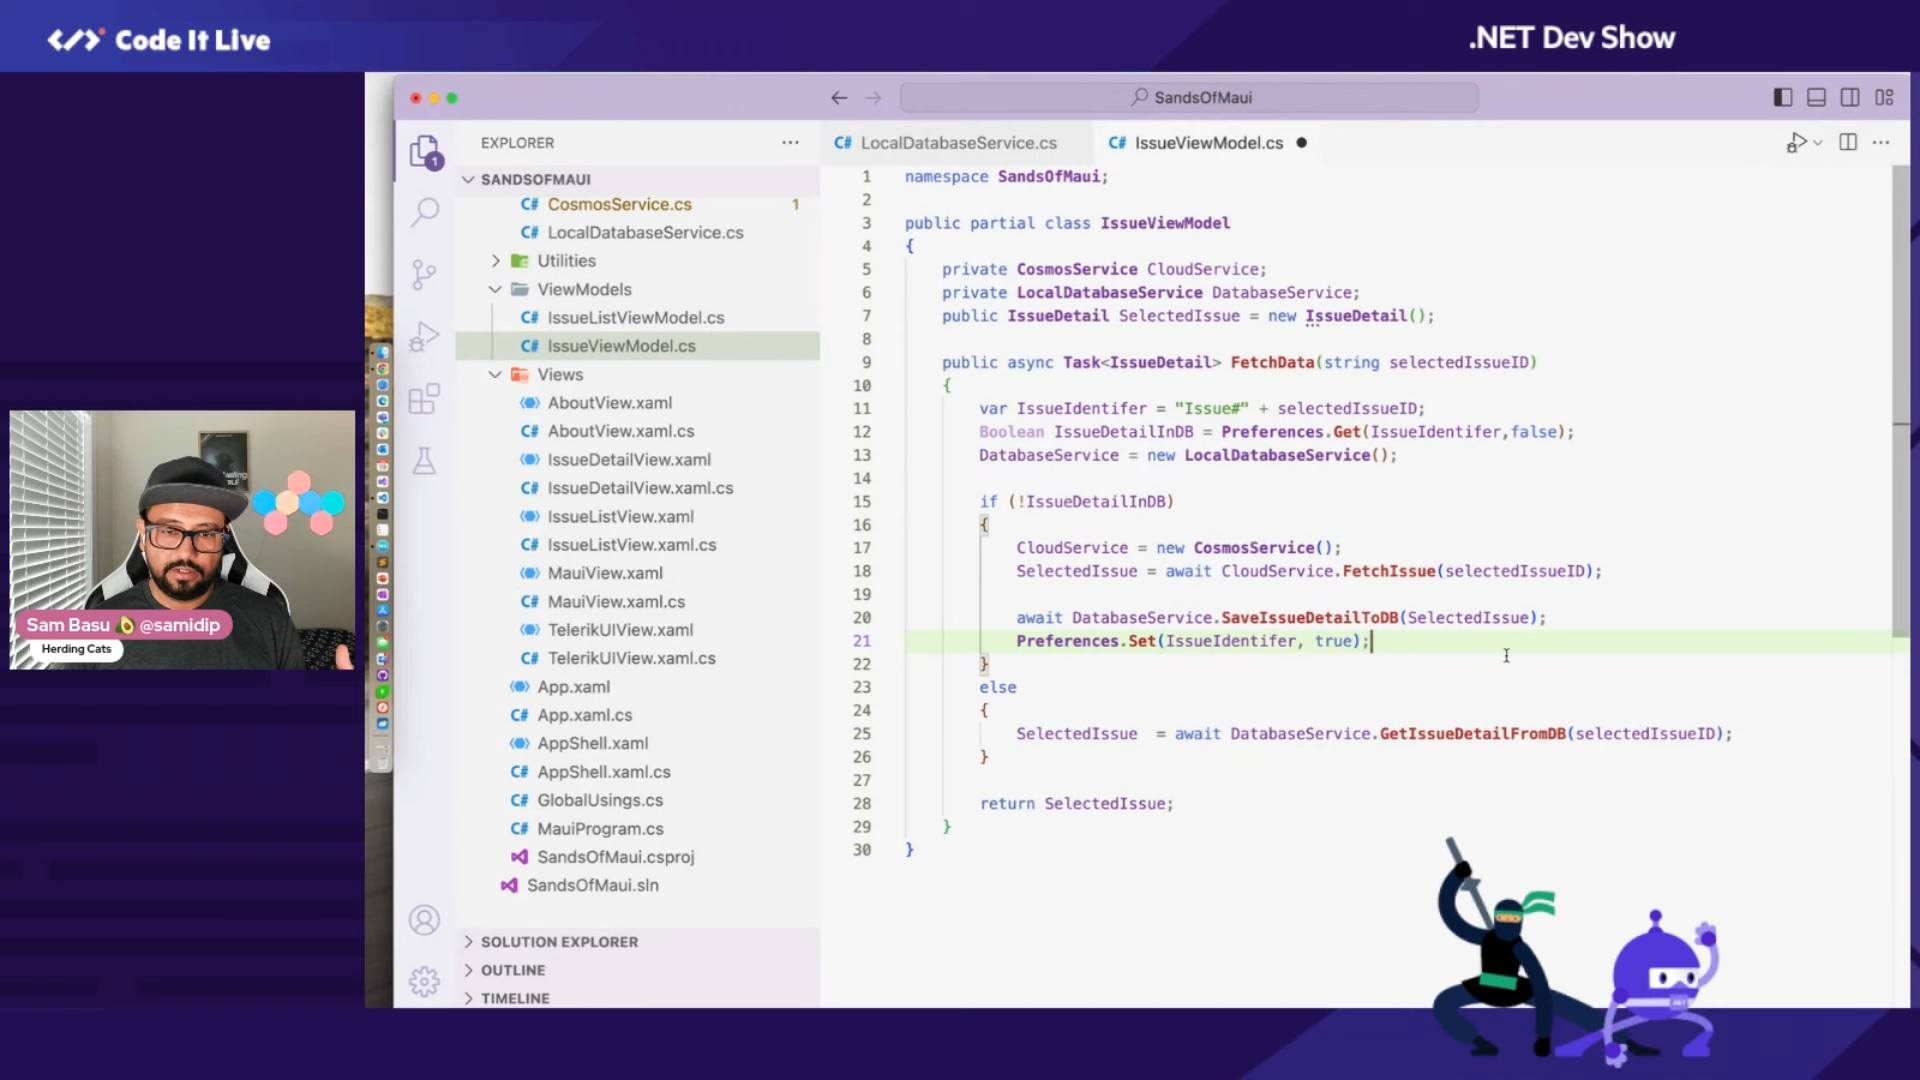 Code It Live
.NET Dev Show
SandsOfMaui
EXPLORER
LocalDatabaseService.cs
IssueViewModel.cs
1
SANDSOFMAUI
C# CosmosService.cs 1
C# LocalDatabaseService.cs
Utilities
ViewModels
C# IssueListViewModel.cs
C# IssueViewModel.cs
Views
AboutView.xaml
C# AboutView.xaml.cs
IssueDetailView.xaml
C# IssueDetailView.xaml.cs
IssueListView.xaml
C# IssueListView.xaml.cs
MauiView.xaml
C# MauiView.xaml.cs
TelerikUIView.xaml
C# TelerikUIView.xaml.cs
App.xaml
C# App.xaml.cs
AppShell.xaml
C# AppShell.xaml.cs
C# GlobalUsings.cs
C# MauiProgram.cs
SandsOfMaui.csproj
SandsOfMaui.sln
SOLUTION EXPLORER
OUTLINE
TIMELINE
1 namespace SandsOfMaui;
2
3 public partial class IssueViewModel
4 {
5 private CosmosService CloudService;
6 private LocalDatabaseService DatabaseService;
7 public IssueDetail SelectedIssue = new IssueDetail();
8
9 public async Task<IssueDetail> FetchData(string selectedIssueID)
10 {
11 var IssueIdentifer = "Issue#" + selectedIssueID;
12 Boolean IssueDetailInDB = Preferences.Get(IssueIdentifer,false);
13 DatabaseService = new LocalDatabaseService();
14
15 if (!IssueDetailInDB)
16 {
17 CloudService = new CosmosService();
18 SelectedIssue = await CloudService.FetchIssue(selectedIssueID);
19
20 await DatabaseService.SaveIssueDetailToDB(SelectedIssue);
21 Preferences.Set(IssueIdentifer, true);
22 }
23 else
24 {
25 SelectedIssue = await DatabaseService.GetIssueDetailFromDB(selectedIssueID);
26 }
27
28 return SelectedIssue;
29 }
30 }
Sam Basu 🥑 @samidip
Herding Cats